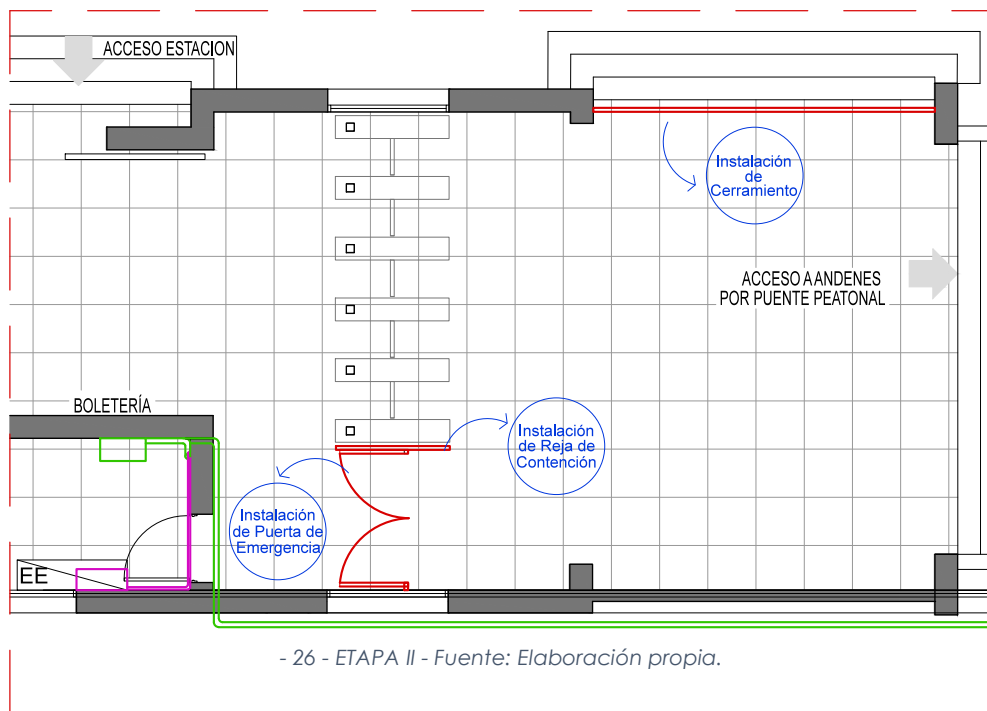 ACCESO ESTACION
Instalación
de
Cerramiento
ACCESO A ANDENES
POR PUENTE PEATONAL
BOLETERÍA
Instalación
de Reja de
Contención
Instalación
de Puerta de
Emergencia
EE
- 26 - ETAPA II - Fuente: Elaboración propia.